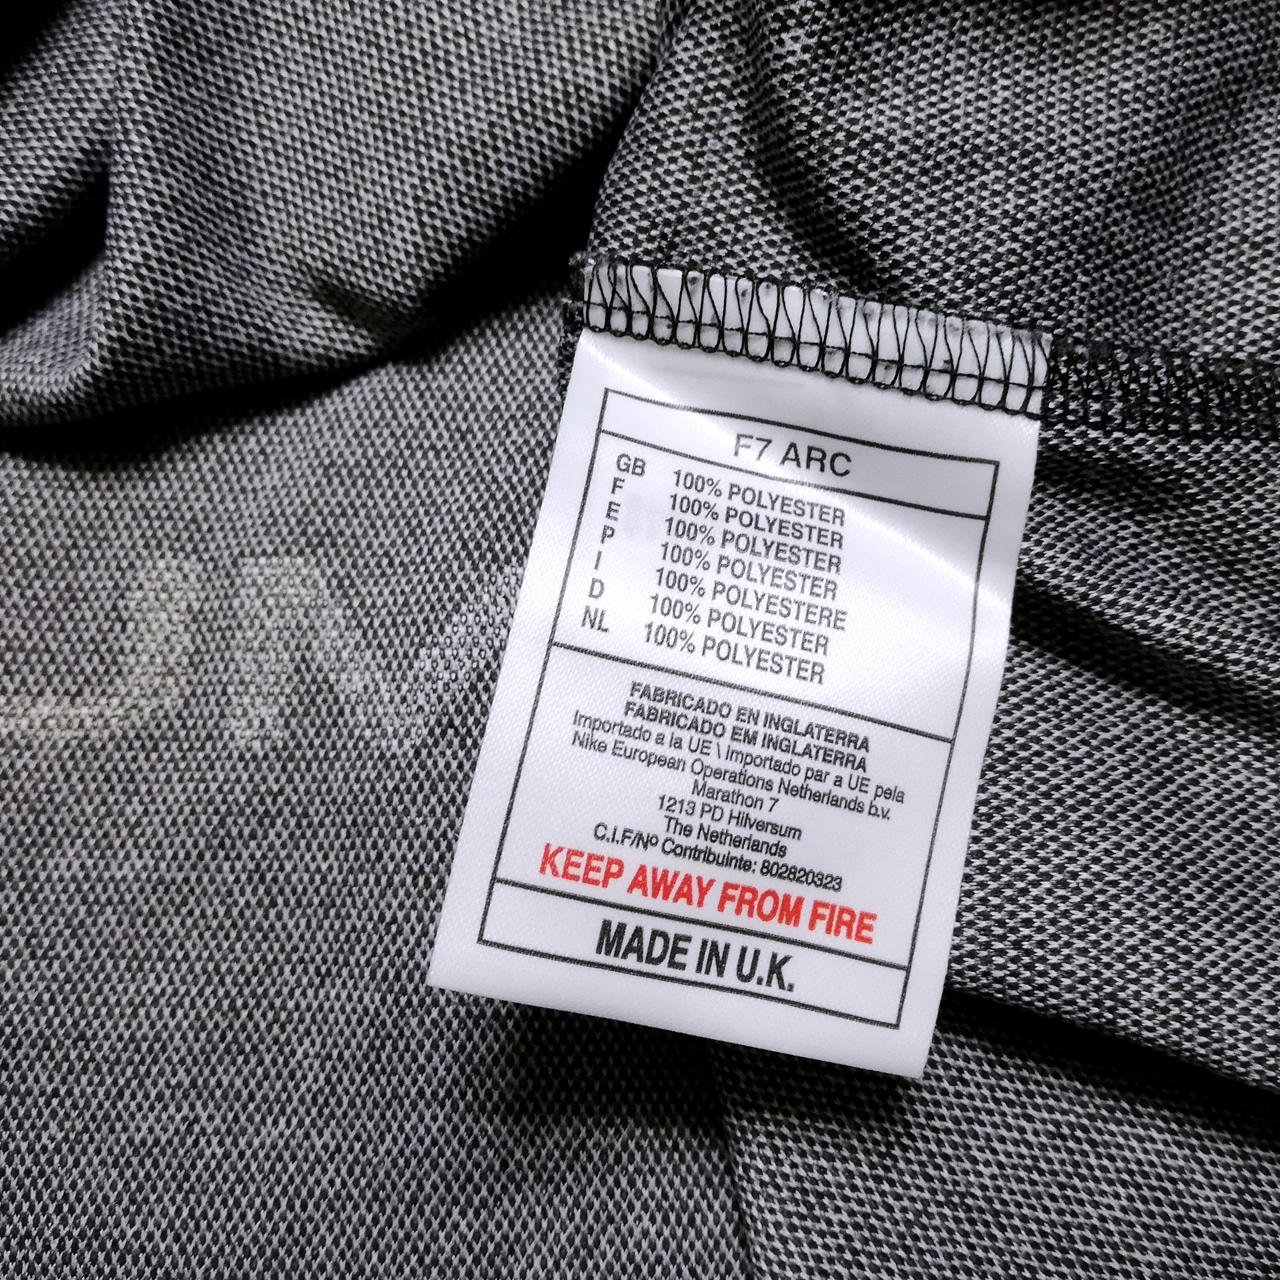 F7 ARC
GB 100% POLYESTER
F 100% POLYESTER
E 100% POLYESTER
P 100% POLYESTER
I 100% POLYESTERE
D 100% POLYESTER
NL 100% POLYESTER
FABRICADO EN INGLATERRA
FABRICADO EM INGLATERRA
Importado a la UE \ Importado par a UE pela
Nike European Operations Netherlands b.v.
Marathon 7
1213 PD Hilversum
The Netherlands
C.I.F/Nº Contribuinte: 802820323
KEEP AWAY FROM FIRE
MADE IN U.K.